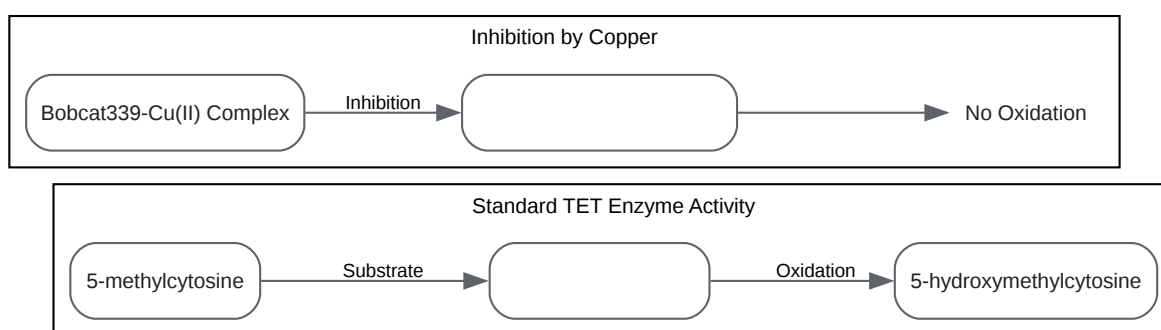 Inhibition by Copper
Bobcat339-Cu(II) Complex
Inhibition
No Oxidation
Standard TET Enzyme Activity
5-methylcytosine
Substrate
Oxidation
5-hydroxymethylcytosine